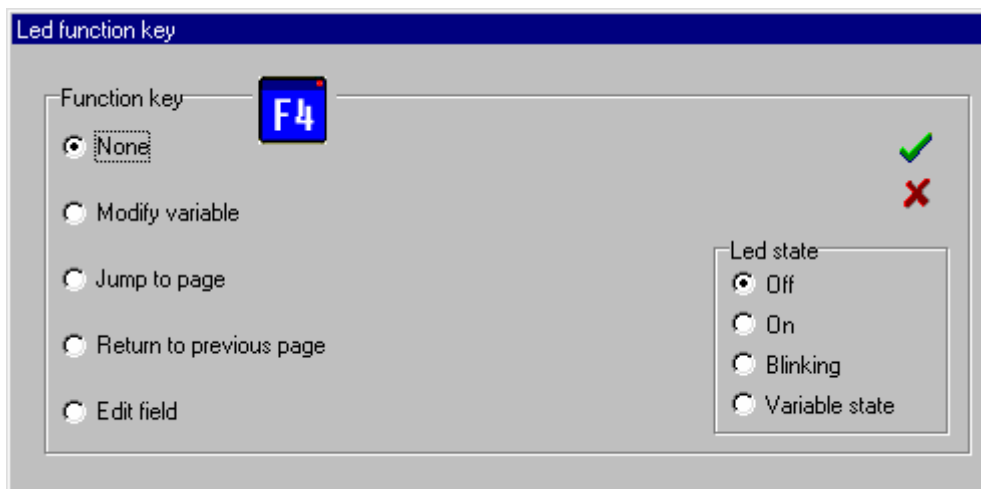 Led function key
Function key
F4
None
Modify variable
Jump to page
Return to previous page
Edit field
Led state
Off
On
Blinking
Variable state